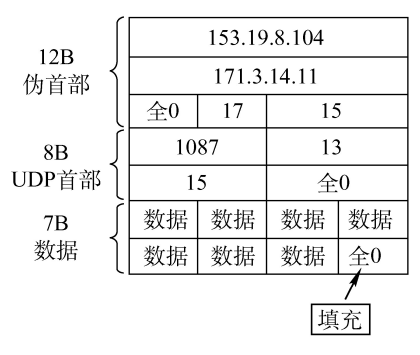 12B
伪首部
153.19.8.104
171.3.14.11
全0 17 15
8B
UDP首部
1087 13
15 全0
7B
数据
数据 数据 数据 数据
数据 数据 数据 全0
填充